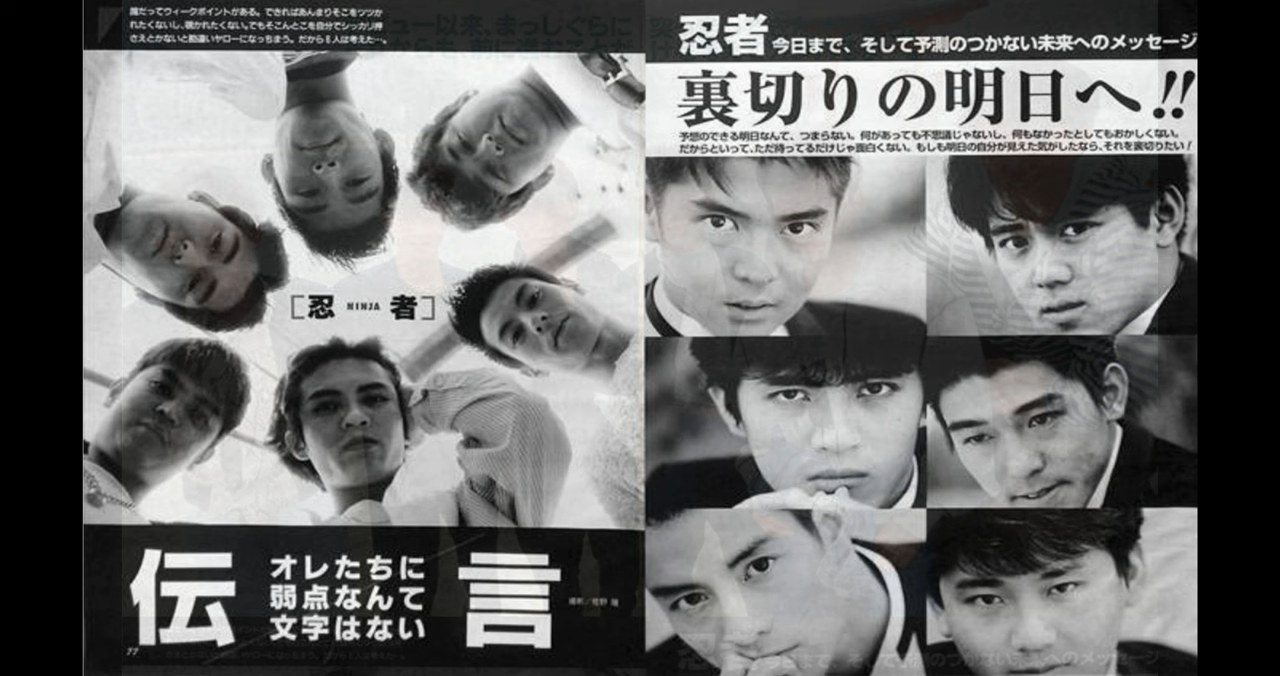 誰だってウィークポイントがある。できればあんまりそこをツツか
れたくないし、覗かれたくない。でもそこんとこを自分でシッカリ押
さえとかないと勘違いヤローになっちまう。だから6人は考えた…。
[忍 NINJA 者]
伝言
オレたちに
弱点なんて
文字はない
撮影／
77
忍者 今日まで、そして予測のつかない未来へのメッセージ
裏切りの明日へ!!
予想のできる明日なんて、つまらない。何があっても不思議じゃないし、何もなかったとしてもおかしくない。
だからといって、ただ待ってるだけじゃ面白くない。もしも明日の自分が見えた気がしたなら、それを裏切りたい!